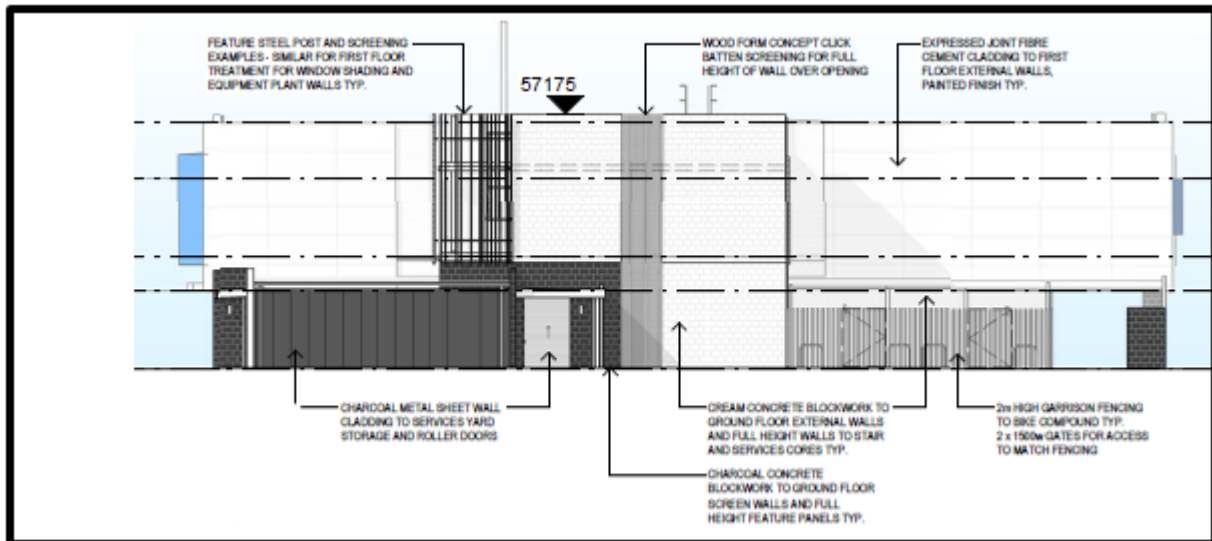 FEATURE STEEL POST AND SCREENING
EXAMPLES - SIMILAR FOR FIRST FLOOR
TREATMENT FOR WINDOW SHADING AND
EQUIPMENT PLANT WALLS TYP.
57175
WOOD FORM CONCEPT CLICK
BATTEN SCREENING FOR FULL
HEIGHT OF WALL OVER OPENING
EXPRESSED JOINT FIBRE
CEMENT CLADDING TO FIRST
FLOOR EXTERNAL WALLS,
PAINTED FINISH TYP.
CHARCOAL METAL SHEET WALL
CLADDING TO SERVICES YARD
STORAGE AND ROLLER DOORS
CREAM CONCRETE BLOCKWORK TO
GROUND FLOOR EXTERNAL WALLS
AND FULL HEIGHT WALLS TO STAIR
AND SERVICES CORES TYP.
2m HIGH GARRISON FENCING
TO BIKE COMPOUND TYP.
2 x 1500w GATES FOR ACCESS
TO MATCH FENCING
CHARCOAL CONCRETE
BLOCKWORK TO GROUND FLOOR
SCREEN WALLS AND FULL
HEIGHT FEATURE PANELS TYP.